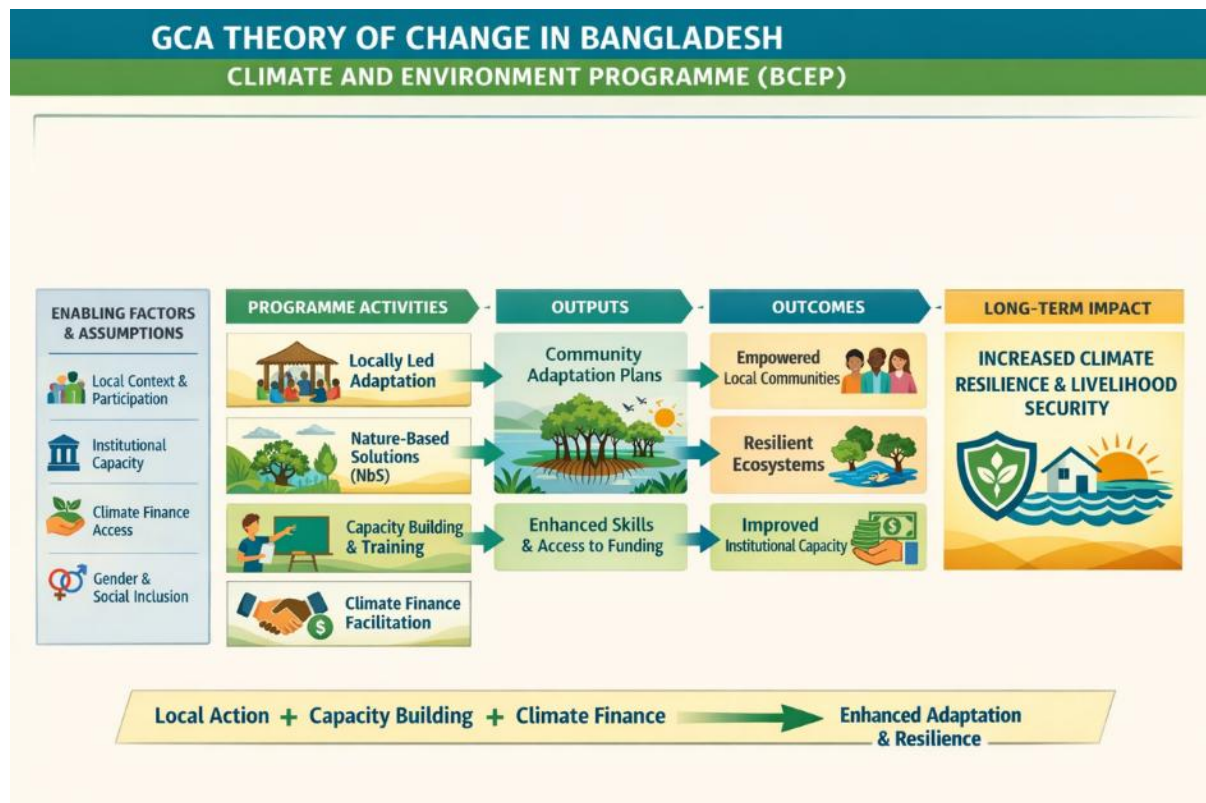 GCA THEORY OF CHANGE IN BANGLADESH
CLIMATE AND ENVIRONMENT PROGRAMME (BCEP)
ENABLING FACTORS
& ASSUMPTIONS
Local Context &
Participation
Institutional
Capacity
Climate Finance
Access
Gender &
Social Inclusion
PROGRAMME ACTIVITIES
Locally Led
Adaptation
Nature-Based
Solutions
(NbS)
Capacity Building
& Training
Climate Finance
Facilitation
$
OUTPUTS
Community
Adaptation Plans
Enhanced Skills
& Access to Funding
OUTCOMES
Empowered
Local Communities
Resilient
Ecosystems
Improved
Institutional Capacity
$
LONG-TERM IMPACT
INCREASED CLIMATE
RESILIENCE & LIVELIHOOD
SECURITY
Local Action + Capacity Building + Climate Finance
Enhanced Adaptation
& Resilience